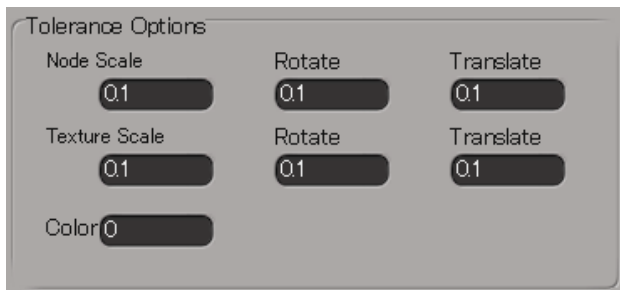 Tolerance Options
Node Scale Rotate Translate
0.1 0.1 0.1
Texture Scale Rotate Translate
0.1 0.1 0.1
Color 0